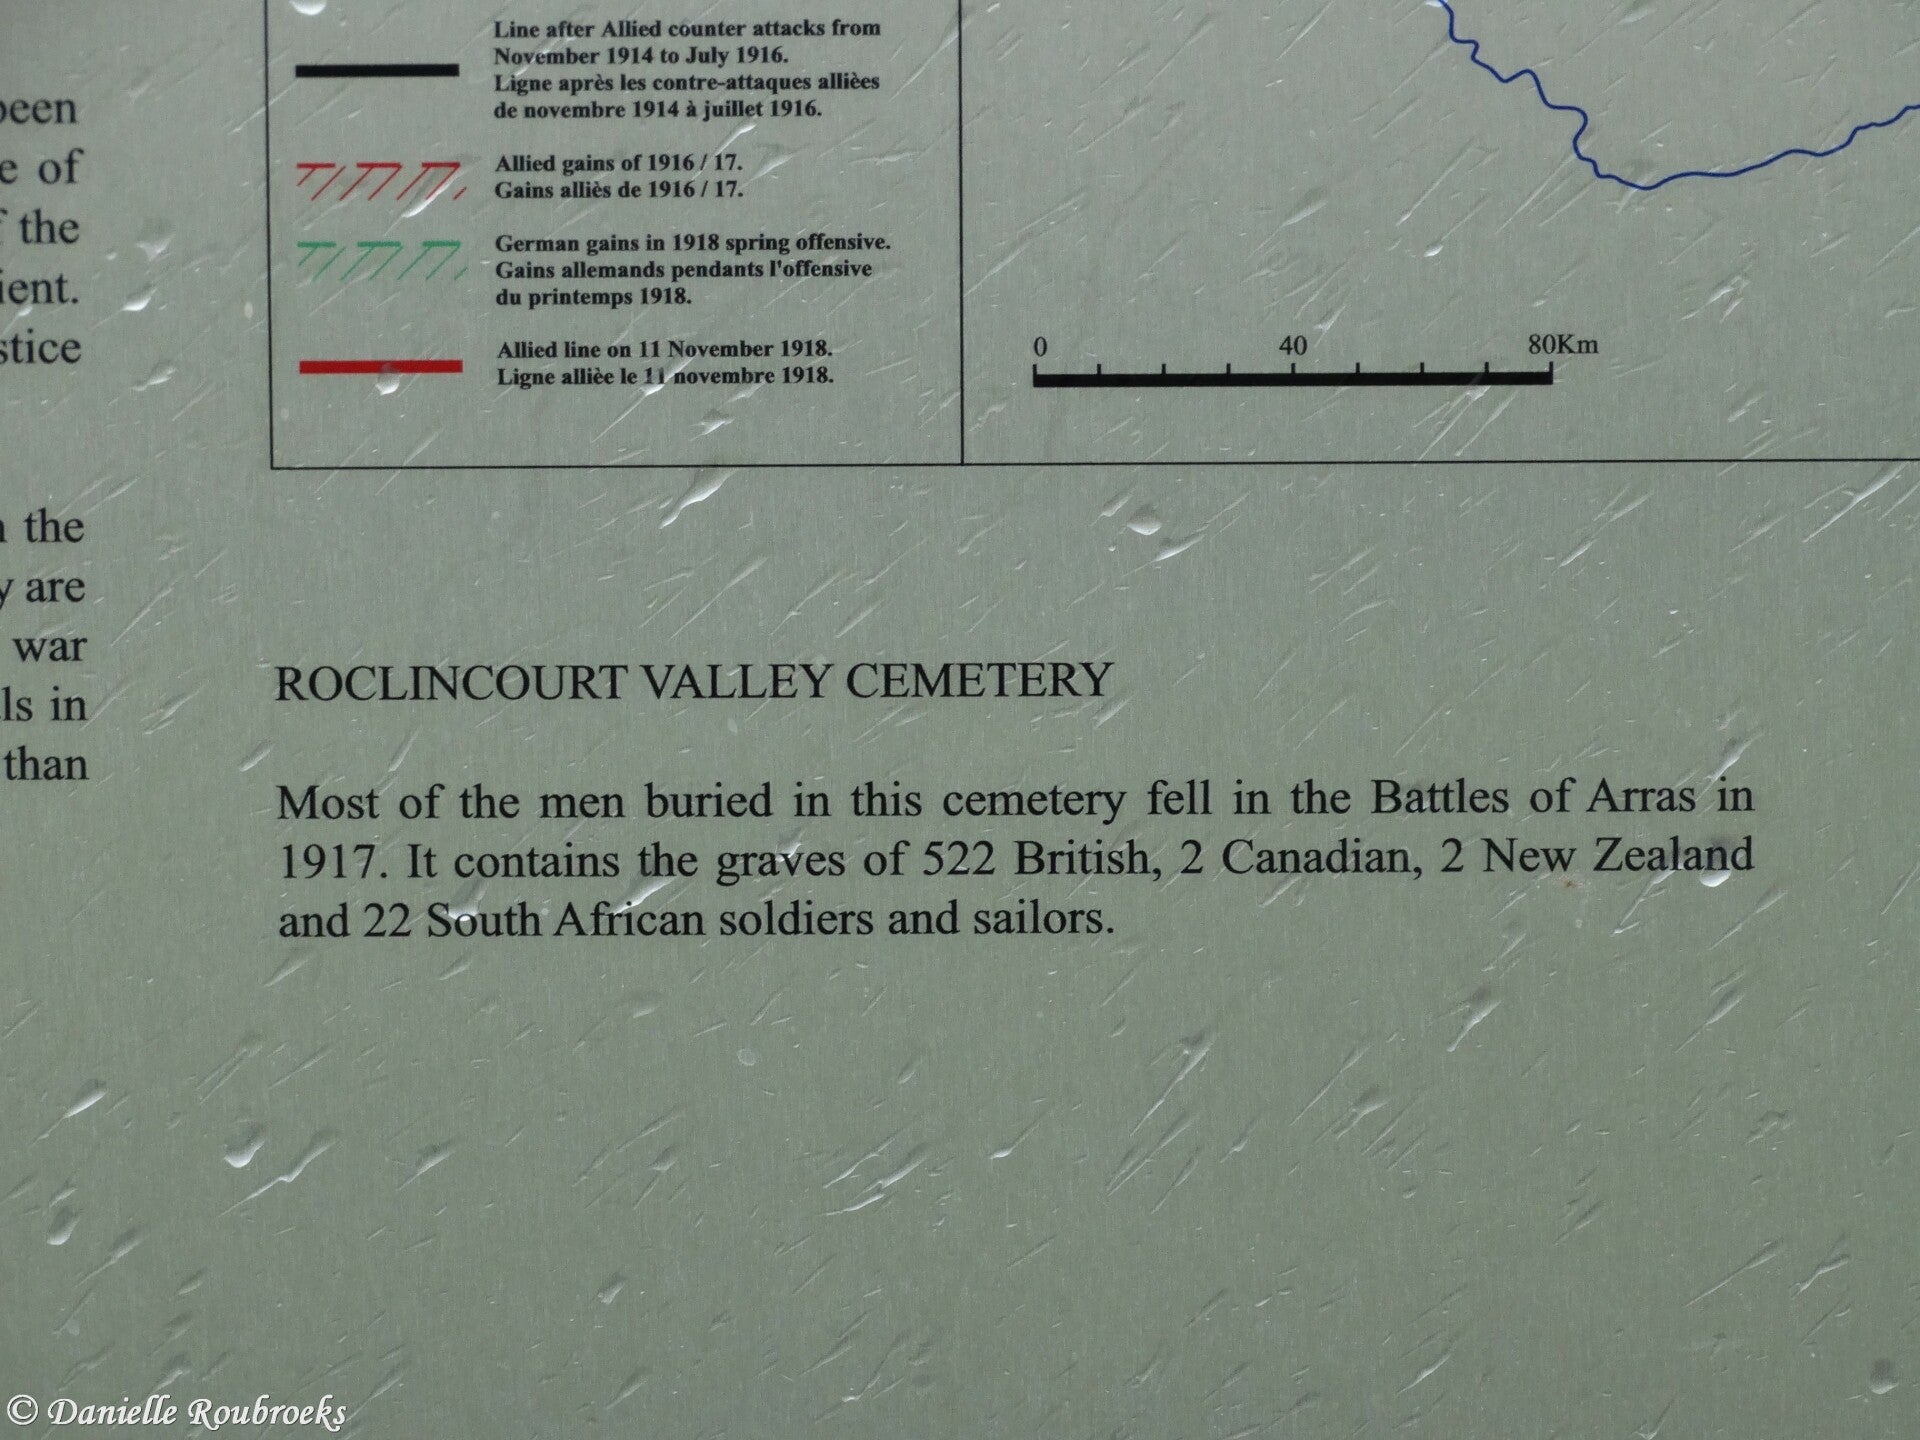 been
e of
f the
ient.
stice
n the
y are
war
ls in
than
Line after Allied counter attacks from
November 1914 to July 1916.
Ligne après les contre-attaques allièes
de novembre 1914 à juillet 1916.
Allied gains of 1916 / 17.
Gains alliès de 1916 / 17.
German gains in 1918 spring offensive.
Gains allemands pendants l'offensive
du printemps 1918.
Allied line on 11 November 1918.
Ligne allièe le 11 novembre 1918.
0 40 80Km
ROCLINCOURT VALLEY CEMETERY
Most of the men buried in this cemetery fell in the Battles of Arras in
1917. It contains the graves of 522 British, 2 Canadian, 2 New Zealand
and 22 South African soldiers and sailors.
© Danielle Roubroeks